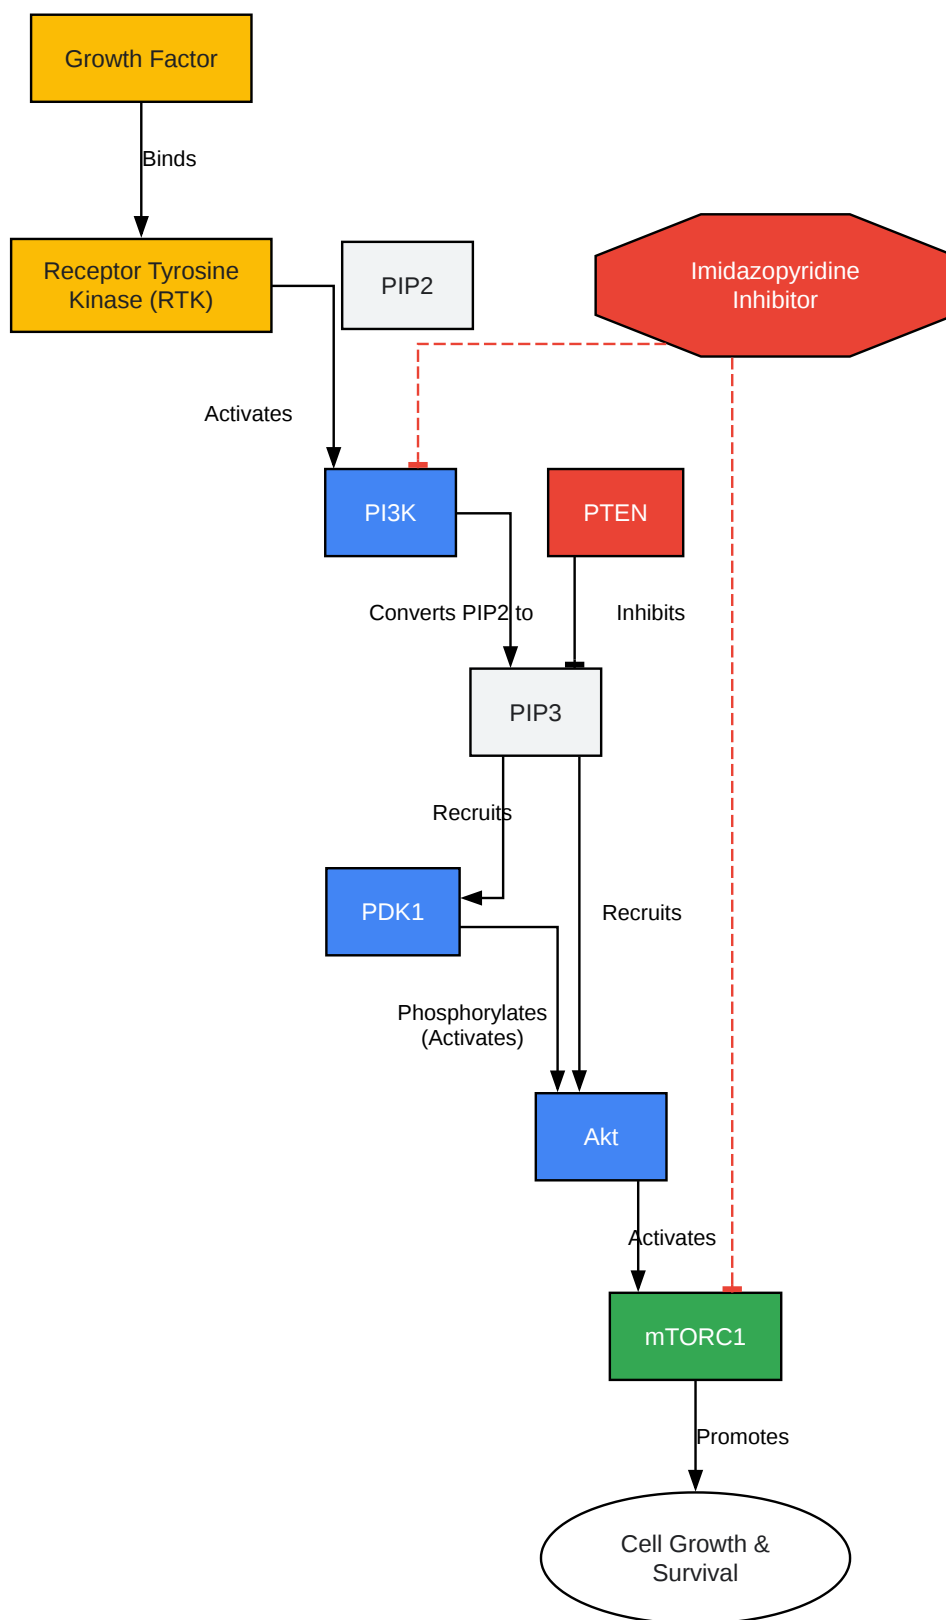 Growth Factor
Binds
Receptor Tyrosine
Kinase (RTK)
PIP2
Imidazopyridine
Inhibitor
Activates
PI3K
PTEN
Converts PIP2 to
Inhibits
PIP3
Recruits
PDK1
Recruits
Phosphorylates
(Activates)
Akt
Activates
mTORC1
Promotes
Cell Growth &
Survival